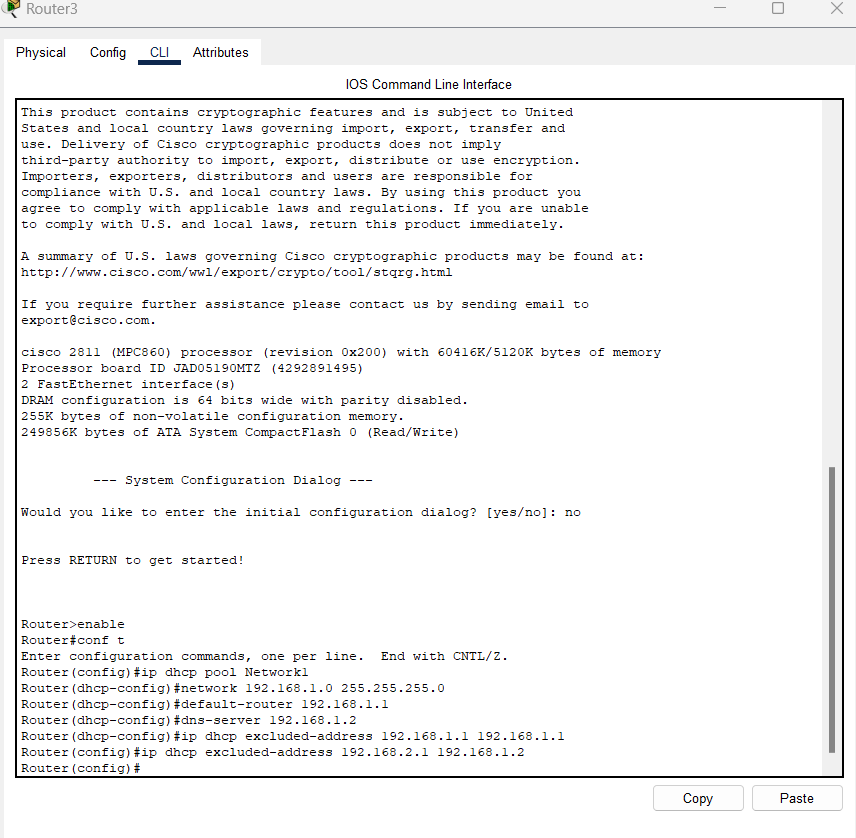 Router3
Physical Config CLI Attributes
IOS Command Line Interface
This product contains cryptographic features and is subject to United
States and local country laws governing import, export, transfer and
use. Delivery of Cisco cryptographic products does not imply
third-party authority to import, export, distribute or use encryption.
Importers, exporters, distributors and users are responsible for
compliance with U.S. and local country laws. By using this product you
agree to comply with applicable laws and regulations. If you are unable
to comply with U.S. and local laws, return this product immediately.
A summary of U.S. laws governing Cisco cryptographic products may be found at:
http://www.cisco.com/wwl/export/crypto/tool/stqrg.html
If you require further assistance please contact us by sending email to
export@cisco.com.
cisco 2811 (MPC860) processor (revision 0x200) with 60416K/5120K bytes of memory
Processor board ID JAD05190MTZ (4292891495)
2 FastEthernet interface(s)
DRAM configuration is 64 bits wide with parity disabled.
255K bytes of non-volatile configuration memory.
249856K bytes of ATA System CompactFlash 0 (Read/Write)
--- System Configuration Dialog ---
Would you like to enter the initial configuration dialog? [yes/no]: no
Press RETURN to get started!
Router>enable
Router#conf t
Enter configuration commands, one per line.  End with CNTL/Z.
Router(config)#ip dhcp pool Network1
Router(dhcp-config)#network 192.168.1.0 255.255.255.0
Router(dhcp-config)#default-router 192.168.1.1
Router(dhcp-config)#dns-server 192.168.1.2
Router(dhcp-config)#ip dhcp excluded-address 192.168.1.1 192.168.1.1
Router(config)#ip dhcp excluded-address 192.168.2.1 192.168.1.2
Router(config)#
Copy Paste